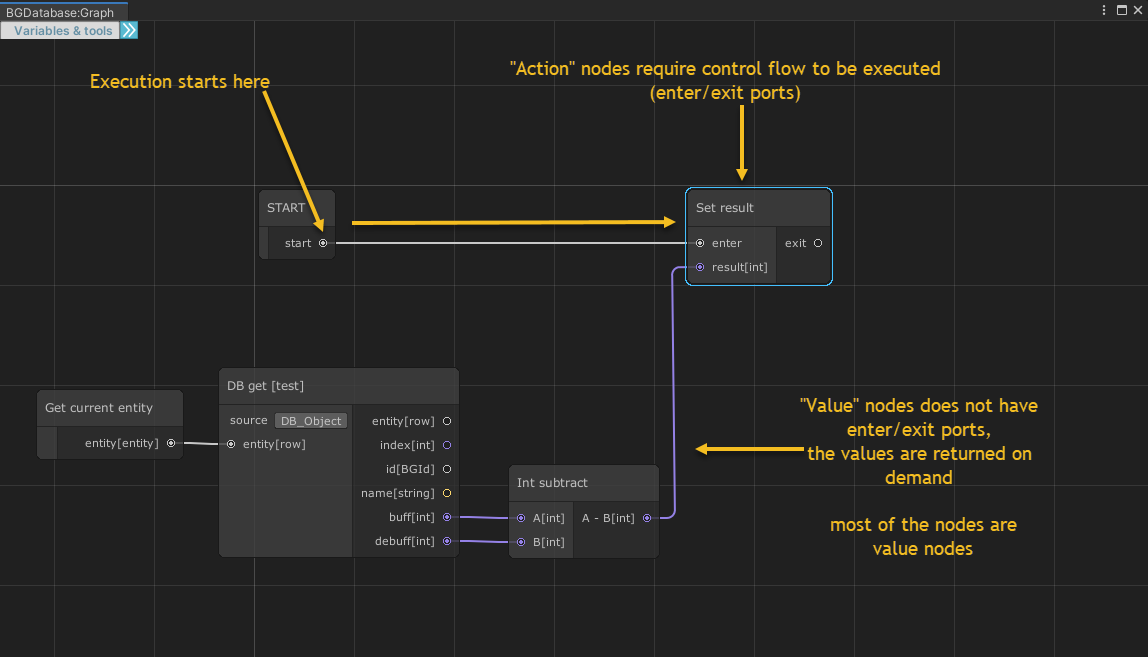 BGDatabase:Graph
Variables & tools
Execution starts here
"Action" nodes require control flow to be executed
(enter/exit ports)
START
start
Set result
enter
exit
result[int]
Get current entity
entity[entity]
DB get [test]
source DB_Object
entity[row]
entity[row]
index[int]
id[BGId]
name[string]
buff[int]
debuff[int]
Int subtract
A[int]
A - B[int]
B[int]
"Value" nodes does not have
enter/exit ports,
the values are returned on
demand
most of the nodes are
value nodes